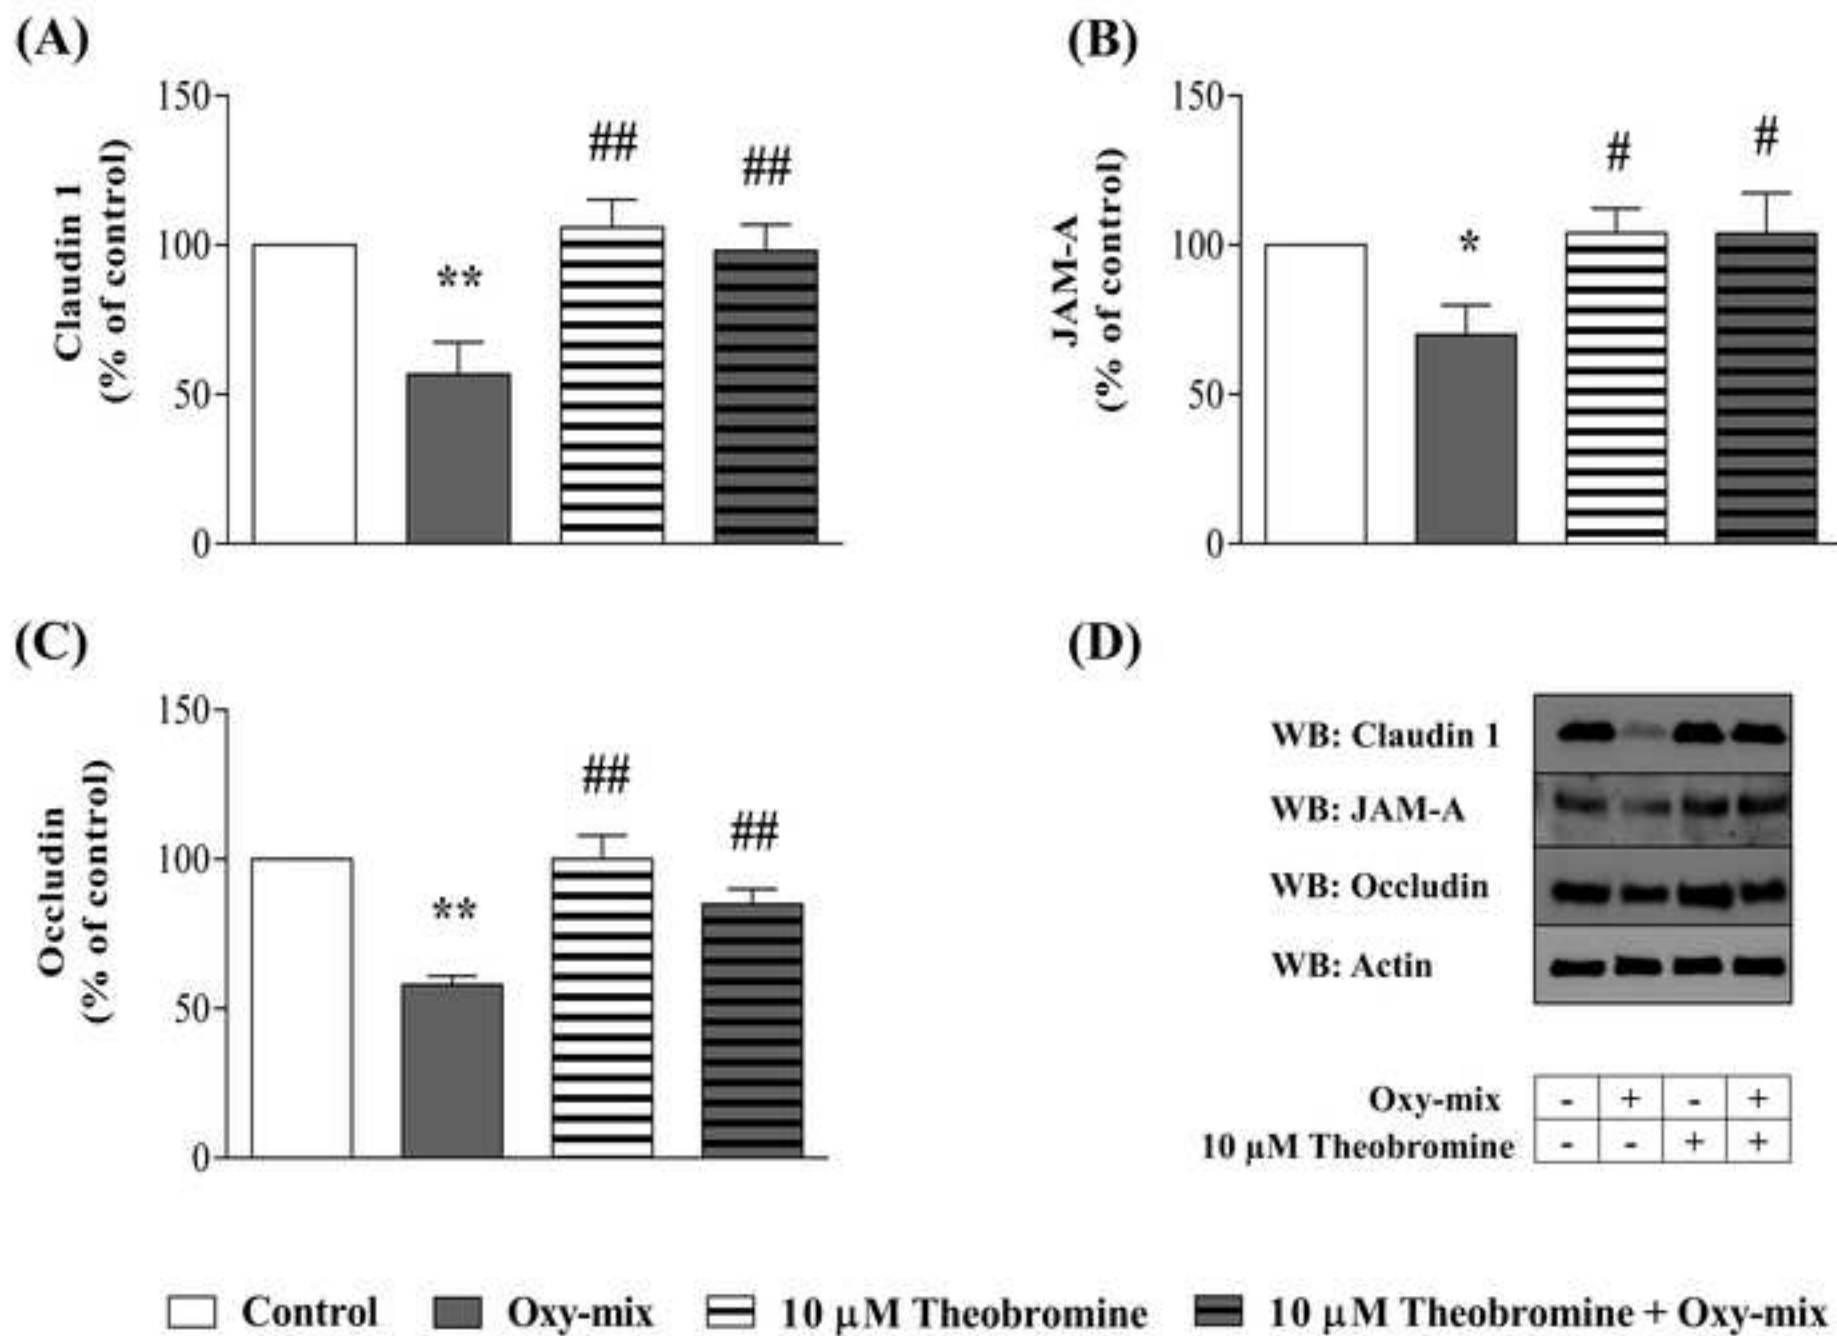 (A)
150
100
50
0
Claudin 1
(% of control)
**
##
##
(B)
150
100
50
0
JAM-A
(% of control)
*
#
#
(C)
150
100
50
0
Occludin
(% of control)
**
##
##
(D)
WB: Claudin 1
WB: JAM-A
WB: Occludin
WB: Actin
Oxy-mix - + - +
10 μM Theobromine - - + +
Control Oxy-mix 10 μM Theobromine 10 μM Theobromine + Oxy-mix